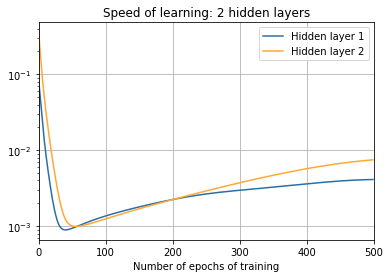 Speed of learning: 2 hidden layers
Hidden layer 1
Hidden layer 2
10⁻¹
10⁻²
10⁻³
0 100 200 300 400 500
Number of epochs of training